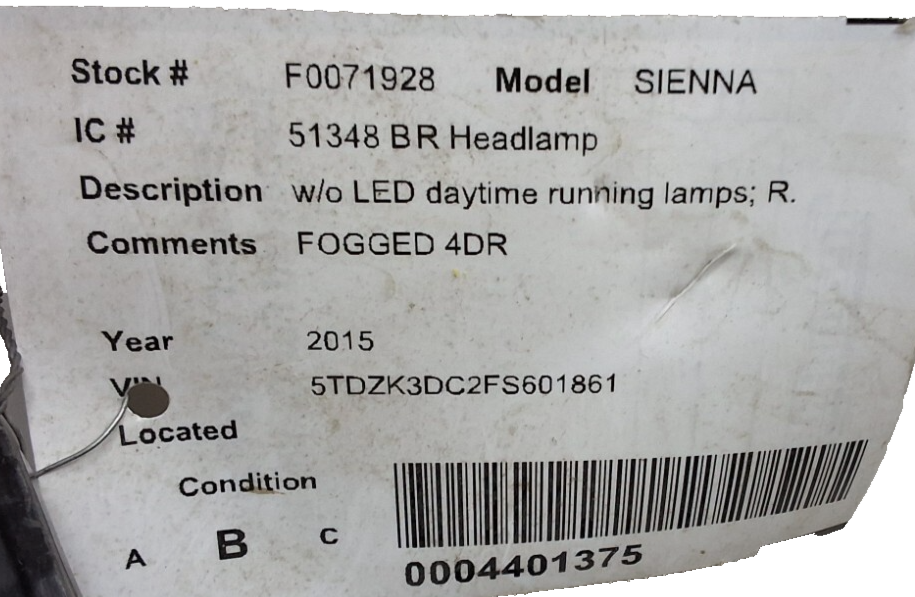 Stock # F0071928 Model SIENNA
IC # 51348 B R Headlamp
Description w/o LED daytime running lamps; R.
Comments FOGGED 4DR
Year 2015
VIN 5TDZK3DC2FS601861
Located
Condition
A B C
0004401375